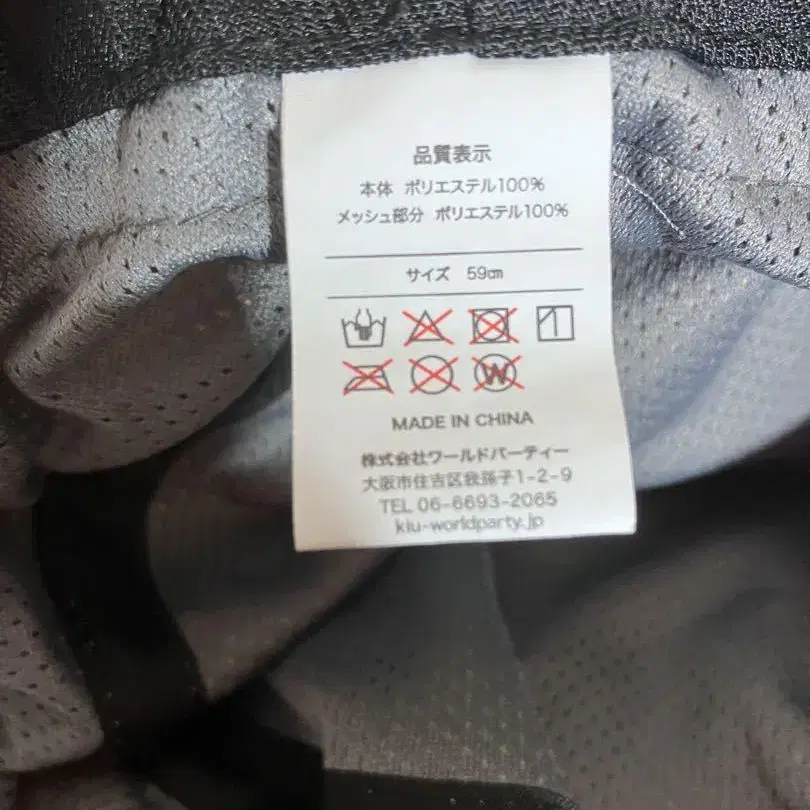 品質表示
本体 ポリエステル100%
メッシュ部分 ポリエステル100%
サイズ 59㎝
W
MADE IN CHINA
株式会社ワールドパーティー
大阪市住吉区我孫子1-2-9
TEL 06-6693-2065
kiu-worldparty.jp